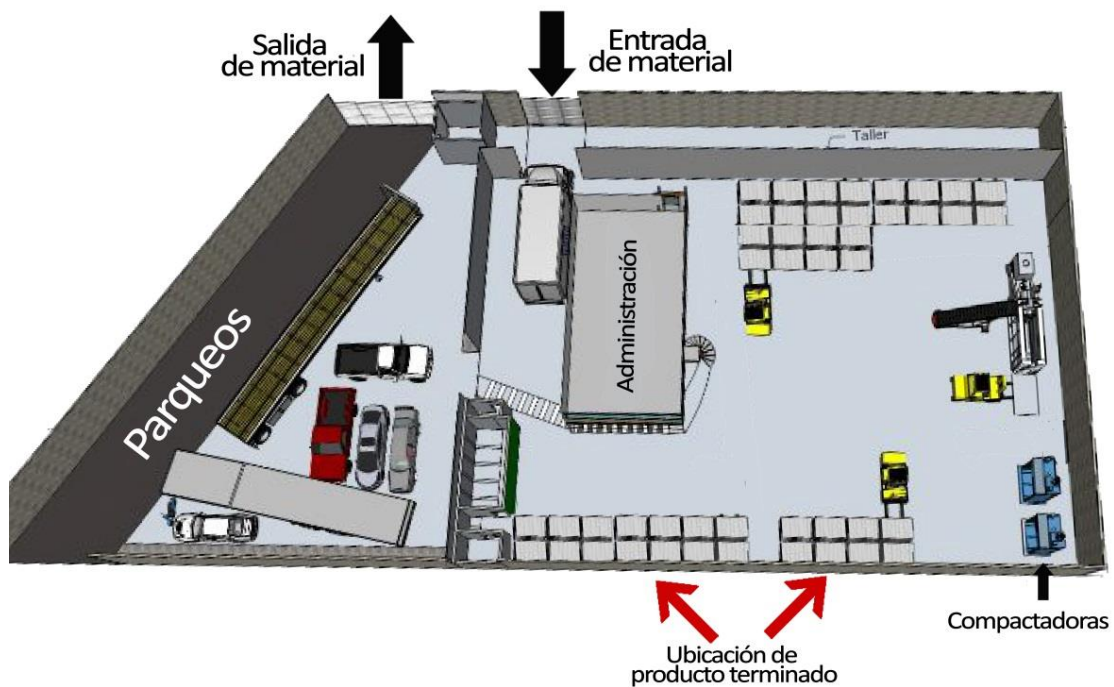 Salida
de material
Entrada
de material
Taller
Parqueos
Administración
Compactadoras
Ubicación de
producto terminado